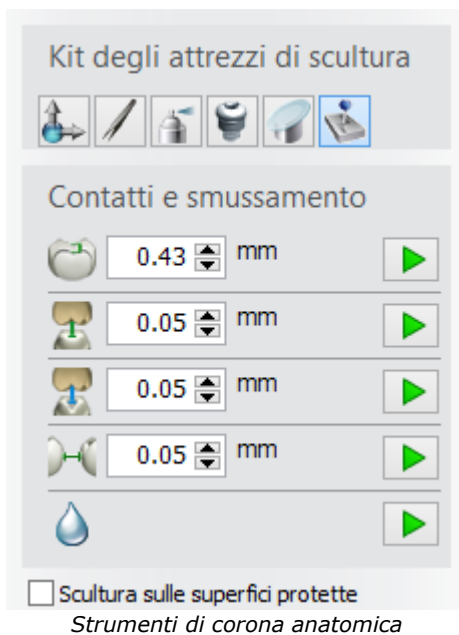 Kit degli attrezzi di scultura
Contatti e smussamento
0.43 mm
0.05 mm
0.05 mm
0.05 mm
Scultura sulle superfici protette
Strumenti di corona anatomica